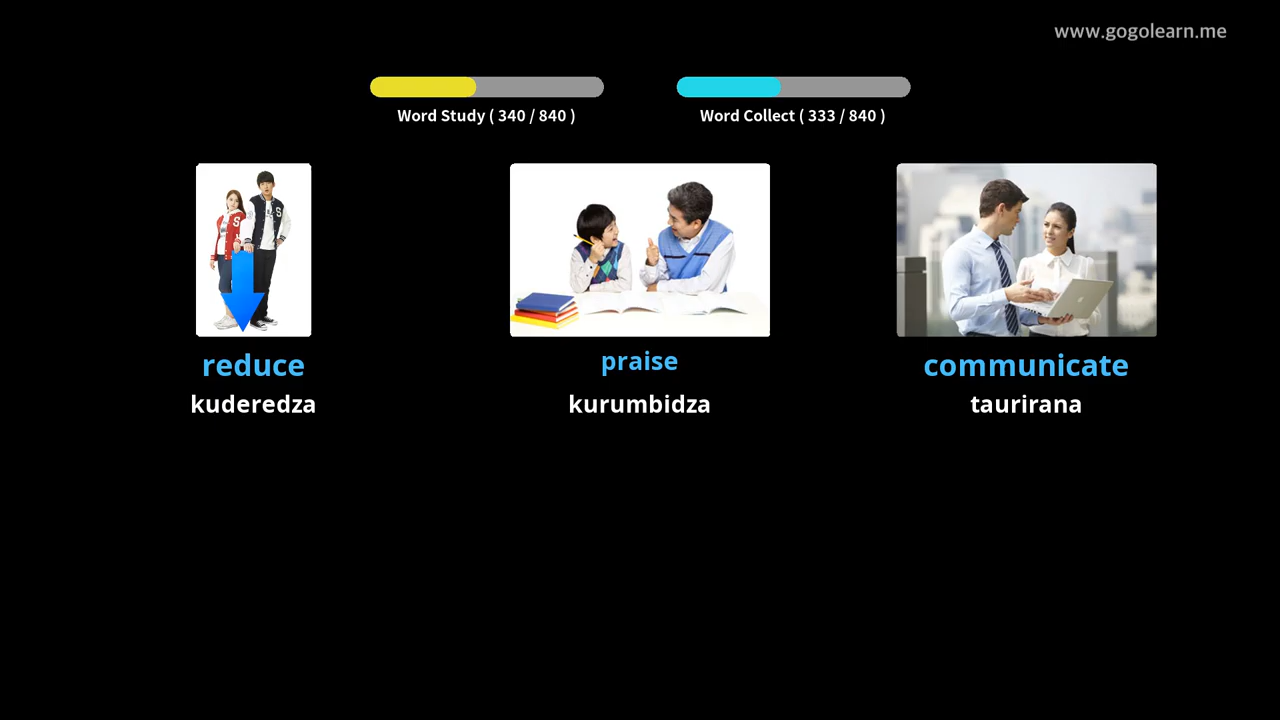 www.gogolearn.me
Word Study ( 340 / 840 )
Word Collect ( 333 / 840 )
S
S
reduce
praise
communicate
kuderedza
kurumbidza
taurirana